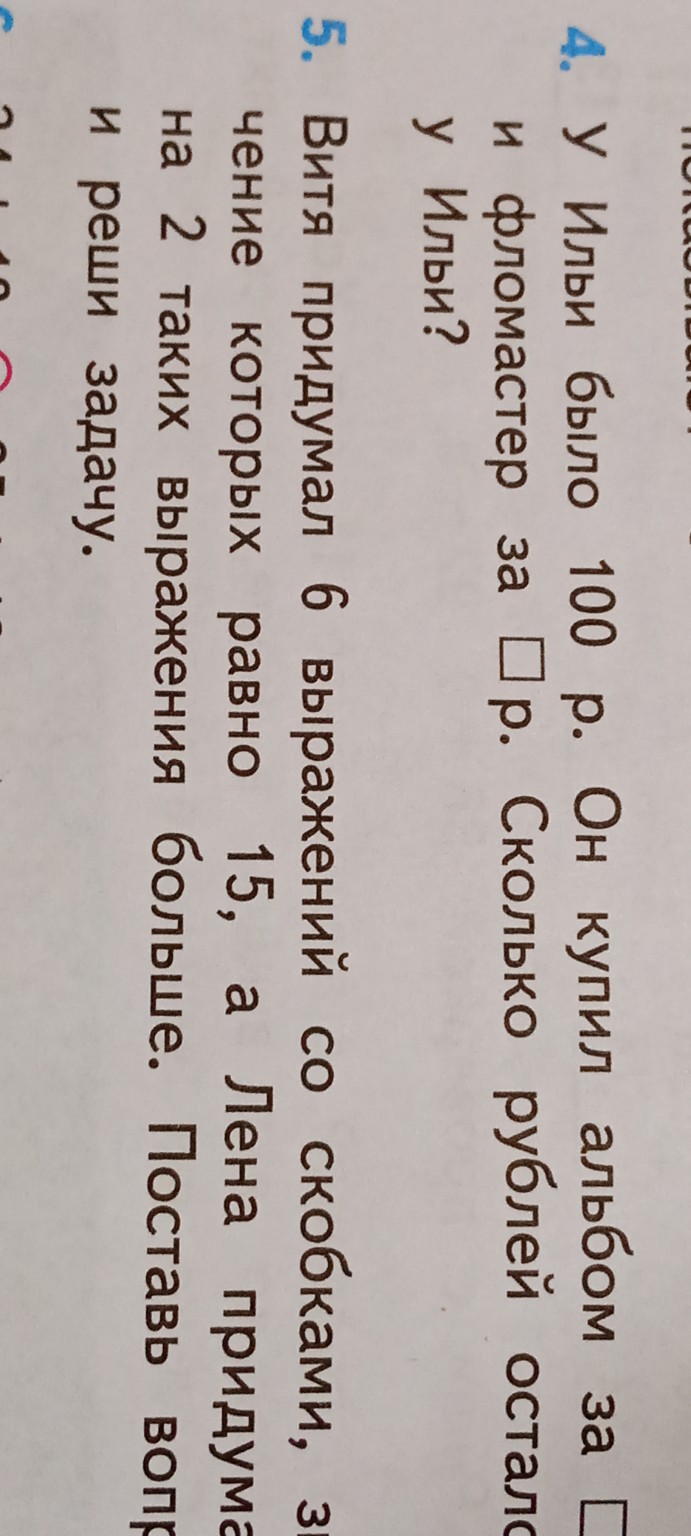 4. У Ильи было 100 р. Он купил альбом за □
и фломастер за □ р. Сколько рублей остало
у Ильи?
5. Витя придумал 6 выражений со скобками, з
чение которых равно 15, а Лена придума
на 2 таких выражения больше. Поставь вопр
и реши задачу.